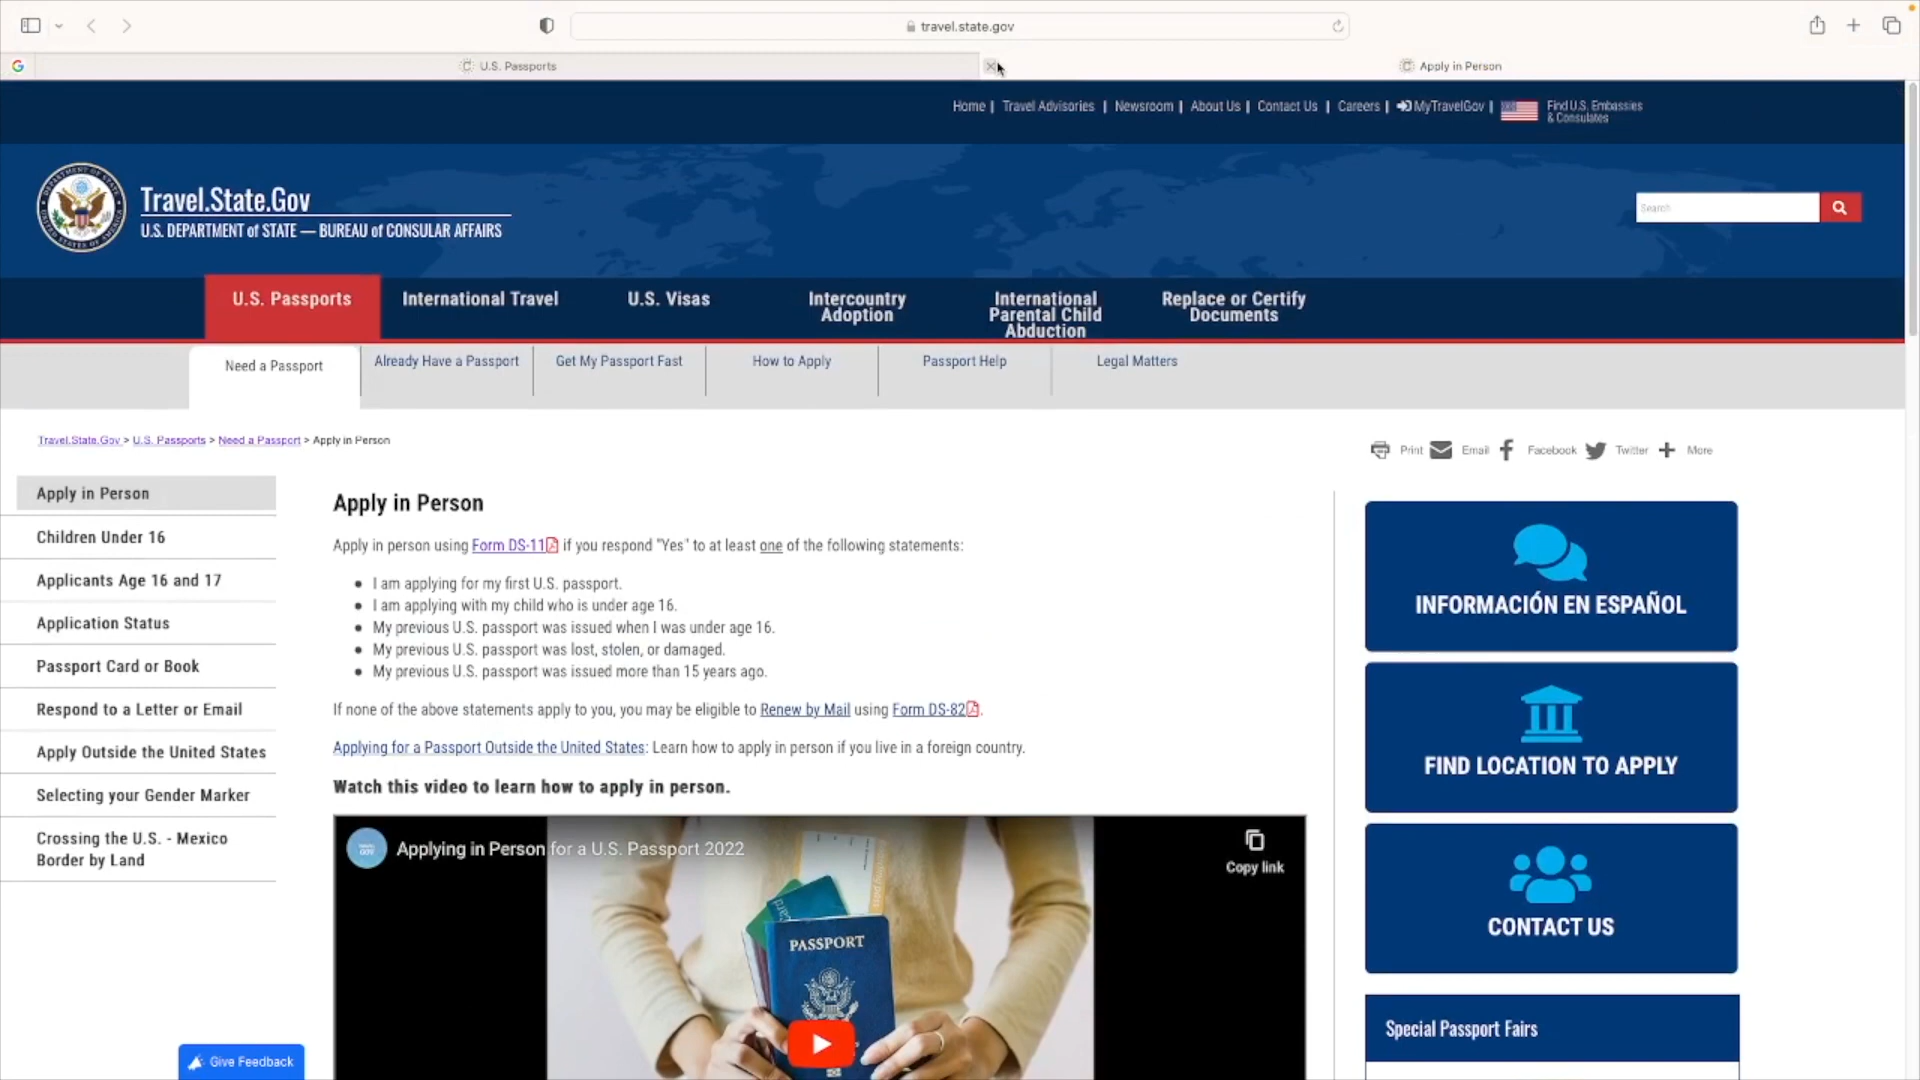 travel.state.gov
U.S. Passports
Apply in Person
Home | Travel Advisories | Newsroom | About Us | Contact Us | Careers | MyTravelGov | Find U.S. Embassies
& Consulates
Travel.State.Gov
U.S. DEPARTMENT of STATE — BUREAU of CONSULAR AFFAIRS
Search
U.S. Passports
International Travel
U.S. Visas
Intercountry
Adoption
International
Parental Child
Abduction
Replace or Certify
Documents
Need a Passport
Already Have a Passport
Get My Passport Fast
How to Apply
Passport Help
Legal Matters
Travel.State.Gov > U.S. Passports > Need a Passport > Apply in Person
Print
Email
Facebook
Twitter
More
Apply in Person
Children Under 16
Applicants Age 16 and 17
Application Status
Passport Card or Book
Respond to a Letter or Email
Apply Outside the United States
Selecting your Gender Marker
Crossing the U.S. - Mexico
Border by Land
Apply in Person
Apply in person using Form DS-11 if you respond "Yes" to at least one of the following statements:
I am applying for my first U.S. passport.
I am applying with my child who is under age 16.
My previous U.S. passport was issued when I was under age 16.
My previous U.S. passport was lost, stolen, or damaged.
My previous U.S. passport was issued more than 15 years ago.
If none of the above statements apply to you, you may be eligible to Renew by Mail using Form DS-82.
Applying for a Passport Outside the United States: Learn how to apply in person if you live in a foreign country.
Watch this video to learn how to apply in person.
Applying in Person for a U.S. Passport 2022
Copy link
PASSPORT
INFORMACIÓN EN ESPAÑOL
FIND LOCATION TO APPLY
CONTACT US
Special Passport Fairs
Give Feedback